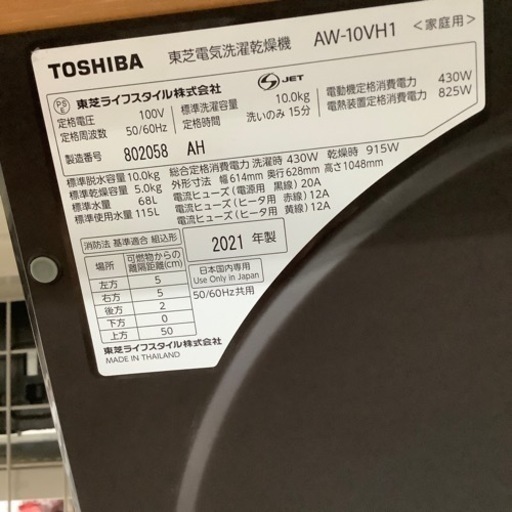 TOSHIBA 東芝電気洗濯乾燥機 AW-10VH1 <家庭用>
PS E 東芝ライフスタイル株式会社 S JET
定格電圧 100V 標準洗濯容量 10.0kg 電動機定格消費電力 430W
定格周波数 50/60Hz 定格時間 洗いのみ 15分 電熱装置定格消費電力 825W
製造番号 802058 AH
標準脱水容量 10.0kg 総合定格消費電力 洗濯時 430W 乾燥時 915W
標準乾燥容量 5.0kg 外形寸法 幅614mm 奥行628mm 高さ1048mm
標準水量 68L 電流ヒューズ (電源用 黒線) 20A
標準使用水量 115L 電流ヒューズ (ヒータ用 赤線) 12A
電流ヒューズ (ヒータ用 黄線) 12A
消防法 基準適合 組込形
2021 年製
場所 可燃物からの離隔距離(cm)
左方 5
右方 5
後方 2
下方 0
上方 50
日本国内専用
Use Only in Japan
50/60Hz共用
東芝ライフスタイル株式会社
MADE IN THAILAND